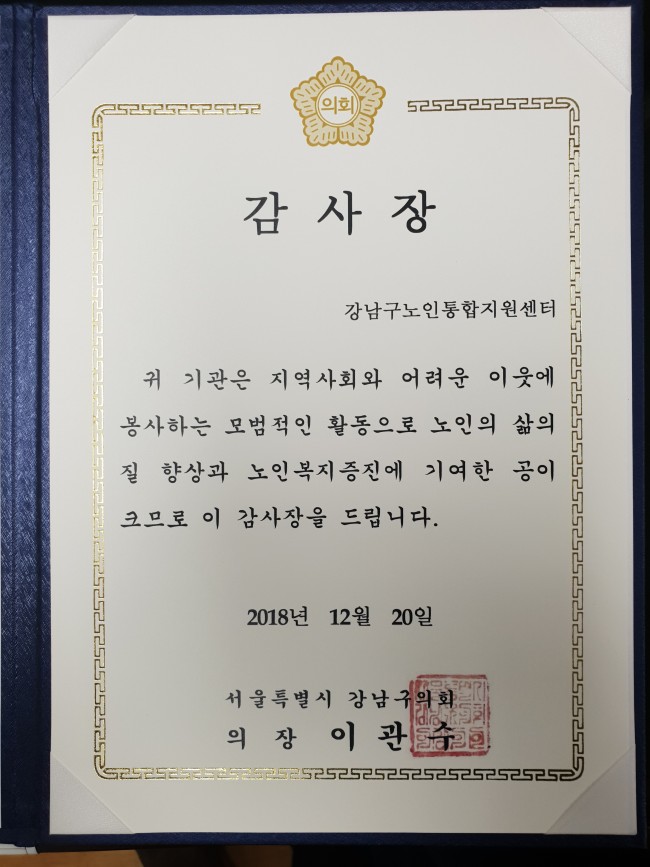 의회
감 사 장
강남구노인통합지원센터
귀 기관은 지역사회와 어려운 이웃에
봉사하는 모범적인 활동으로 노인의 삶의
질 향상과 노인복지증진에 기여한 공이
크므로 이 감사장을 드립니다.
2018년 12월 20일
서울특별시 강남구의회
의 장 이 관 수